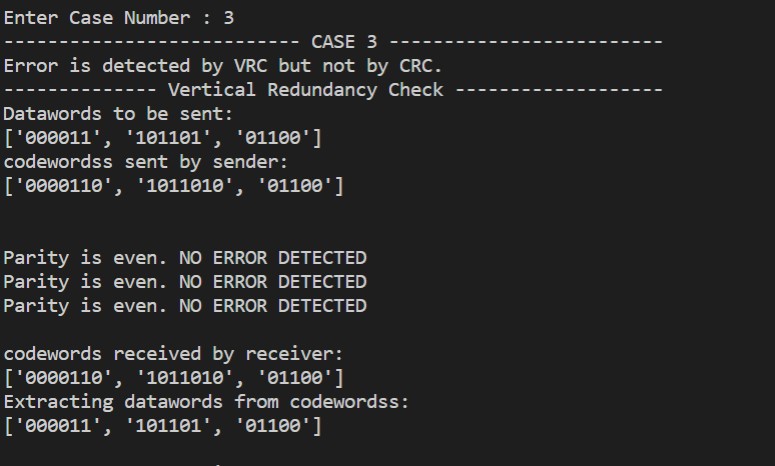 Enter Case Number : 3
--------------------------- CASE 3 -------------------------
Error is detected by VRC but not by CRC.
-------------- Vertical Redundancy Check -------------------
Datawords to be sent:
['000011', '101101', '01100']
codewordss sent by sender:
['0000110', '1011010', '01100']
Parity is even. NO ERROR DETECTED
Parity is even. NO ERROR DETECTED
Parity is even. NO ERROR DETECTED
codewords received by receiver:
['0000110', '1011010', '01100']
Extracting datawords from codewordss:
['000011', '101101', '01100']